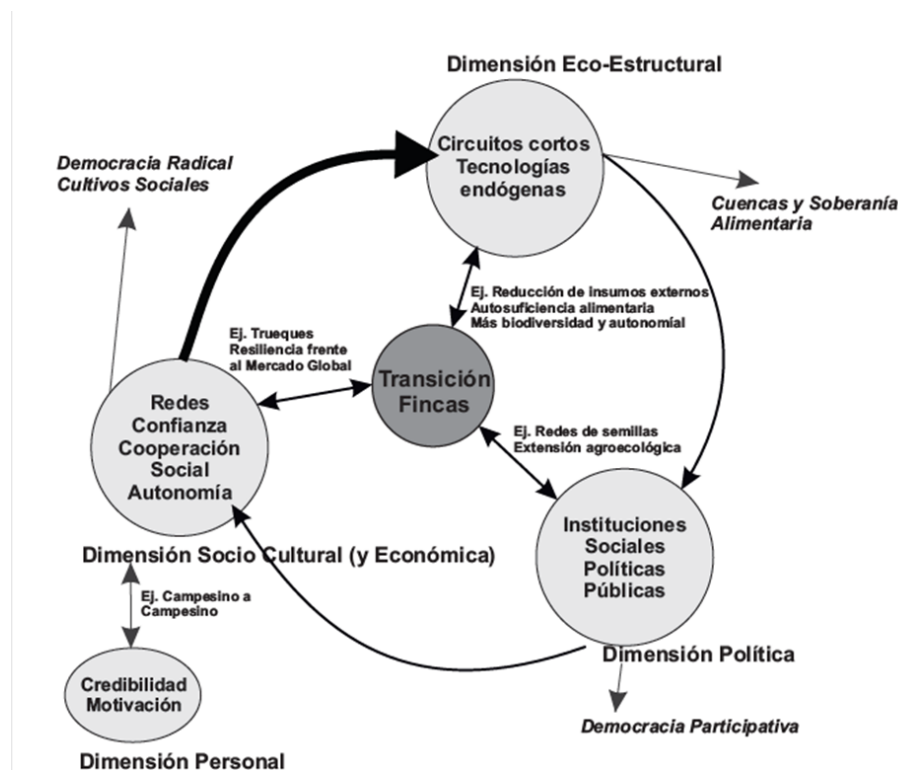 Dimensión Eco-Estructural
Circuitos cortos
Tecnologías
endógenas
Democracia Radical
Cultivos Sociales
Cuencas y Soberanía
Alimentaria
Ej. Reducción de insumos externos
Autosuficiencia alimentaria
Más biodiversidad y autonomíal
Ej. Trueques
Resiliencia frente
al Mercado Global
Transición
Fincas
Redes
Confianza
Cooperación
Social
Autonomía
Ej. Redes de semillas
Extensión agroecológica
Instituciones
Sociales
Políticas
Públicas
Dimensión Socio Cultural (y Económica)
Ej. Campesino a
Campesino
Dimensión Política
Credibilidad
Motivación
Democracia Participativa
Dimensión Personal